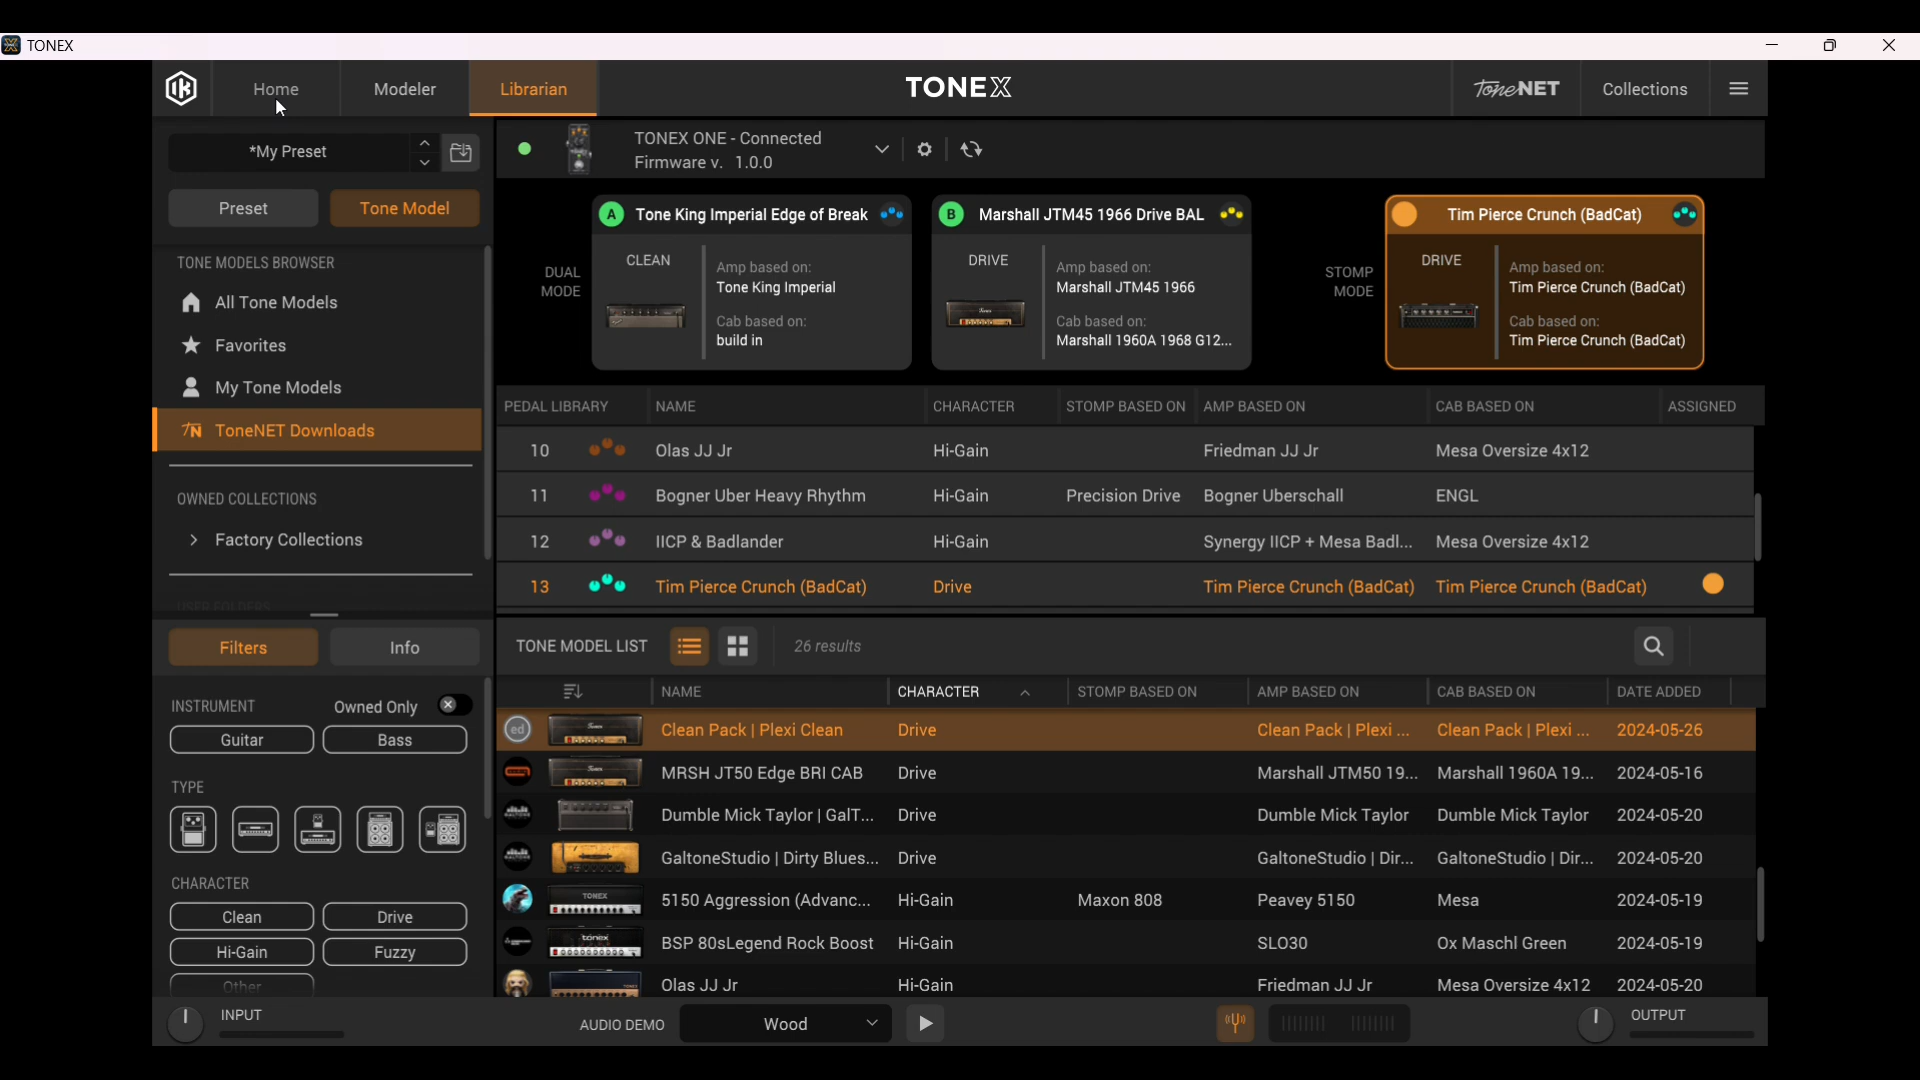 TONEX
Home Modeler Librarian TONEX ToneNET Collections
*My Preset
Preset Tone Model
TONE MODELS BROWSER
All Tone Models
Favorites
My Tone Models
ToneNET Downloads
OWNED COLLECTIONS
Factory Collections
USER FOLDERS
Filters Info
INSTRUMENT Owned Only
Guitar Bass
TYPE
CHARACTER
Clean Drive
Hi-Gain Fuzzy
Other
TONEX ONE - Connected
Firmware v. 1.0.0
DUAL
MODE
A Tone King Imperial Edge of Break
CLEAN
Amp based on:
Tone King Imperial
Cab based on:
build in
B Marshall JTM45 1966 Drive BAL
DRIVE
Amp based on:
Marshall JTM45 1966
Cab based on:
Marshall 1960A 1968 G12...
STOMP
MODE
Tim Pierce Crunch (BadCat)
DRIVE
Amp based on:
Tim Pierce Crunch (BadCat)
Cab based on:
Tim Pierce Crunch (BadCat)
PEDAL LIBRARY NAME CHARACTER STOMP BASED ON AMP BASED ON CAB BASED ON ASSIGNED
10 Olas JJ Jr Hi-Gain Friedman JJ Jr Mesa Oversize 4x12
11 Bogner Uber Heavy Rhythm Hi-Gain Precision Drive Bogner Uberschall ENGL
12 IICP & Badlander Hi-Gain Synergy IICP + Mesa Badl... Mesa Oversize 4x12
13 Tim Pierce Crunch (BadCat) Drive Tim Pierce Crunch (BadCat) Tim Pierce Crunch (BadCat)
TONE MODEL LIST 26 results
NAME CHARACTER STOMP BASED ON AMP BASED ON CAB BASED ON DATE ADDED
ed Clean Pack | Plexi Clean Drive Clean Pack | Plexi ... Clean Pack | Plexi ... 2024-05-26
MRSH JT50 Edge BRI CAB Drive Marshall JTM50 19... Marshall 1960A 19... 2024-05-16
Dumble Mick Taylor | GalT... Drive Dumble Mick Taylor Dumble Mick Taylor 2024-05-20
GaltoneStudio | Dirty Blues... Drive GaltoneStudio | Dir... GaltoneStudio | Dir... 2024-05-20
TONEX 5150 Aggression (Advanc... Hi-Gain Maxon 808 Peavey 5150 Mesa 2024-05-19
TONEX BSP 80sLegend Rock Boost Hi-Gain SLO30 Ox Maschl Green 2024-05-19
Olas JJ Jr Hi-Gain Friedman JJ Jr Mesa Oversize 4x12 2024-05-20
INPUT AUDIO DEMO Wood OUTPUT